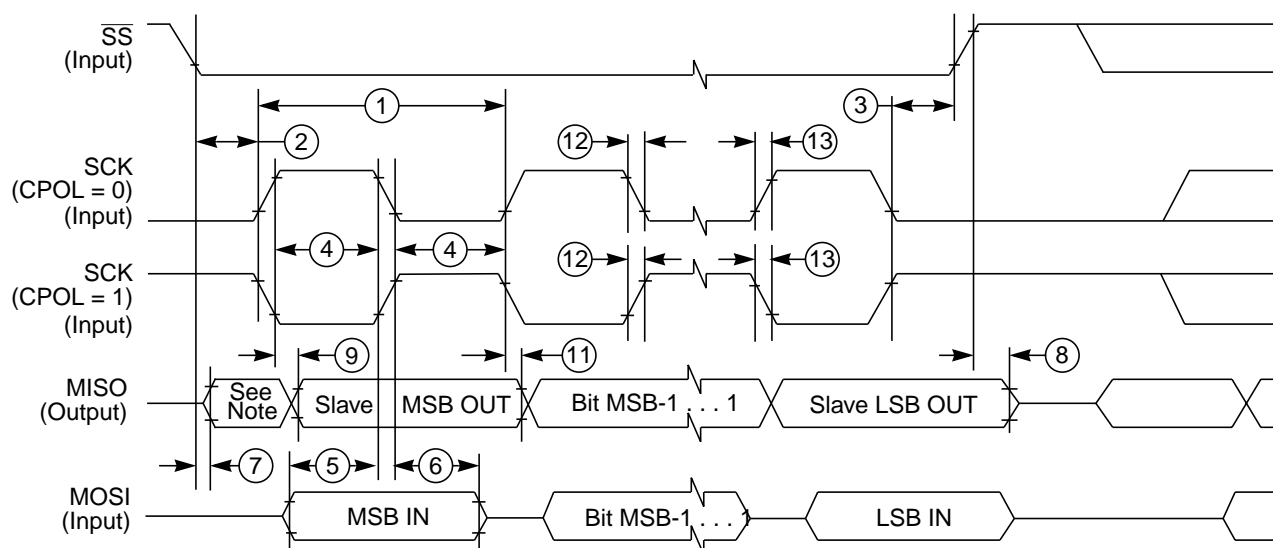 SS
(Input)
1
3
2
12
13
SCK
(CPOL = 0)
(Input)
4
4
SCK
(CPOL = 1)
(Input)
12
13
9
11
8
MISO
(Output)
See
Note
Slave
MSB OUT
Bit MSB-1 . . . 1
Slave LSB OUT
7
5
6
MOSI
(Input)
MSB IN
Bit MSB-1 . . . 1
LSB IN